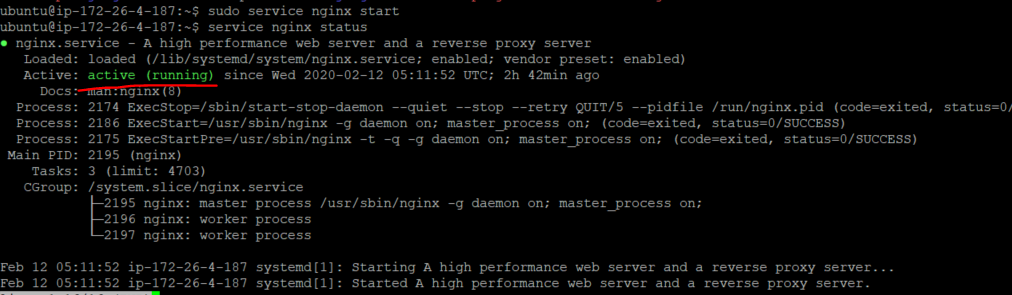 ubuntu@ip-172-26-4-187:~$ sudo service nginx start
ubuntu@ip-172-26-4-187:~$ service nginx status
● nginx.service - A high performance web server and a reverse proxy server
Loaded: loaded (/lib/systemd/system/nginx.service; enabled; vendor preset: enabled)
Active: active (running) since Wed 2020-02-12 05:11:52 UTC; 2h 42min ago
Docs: man:nginx(8)
Process: 2174 ExecStop=/sbin/start-stop-daemon --quiet --stop --retry QUIT/5 --pidfile /run/nginx.pid (code=exited, status=0/
Process: 2186 ExecStart=/usr/sbin/nginx -g daemon on; master_process on; (code=exited, status=0/SUCCESS)
Process: 2175 ExecStartPre=/usr/sbin/nginx -t -q -g daemon on; master_process on; (code=exited, status=0/SUCCESS)
Main PID: 2195 (nginx)
Tasks: 3 (limit: 4703)
CGroup: /system.slice/nginx.service
├─2195 nginx: master process /usr/sbin/nginx -g daemon on; master_process on;
├─2196 nginx: worker process
└─2197 nginx: worker process
Feb 12 05:11:52 ip-172-26-4-187 systemd[1]: Starting A high performance web server and a reverse proxy server...
Feb 12 05:11:52 ip-172-26-4-187 systemd[1]: Started A high performance web server and a reverse proxy server.